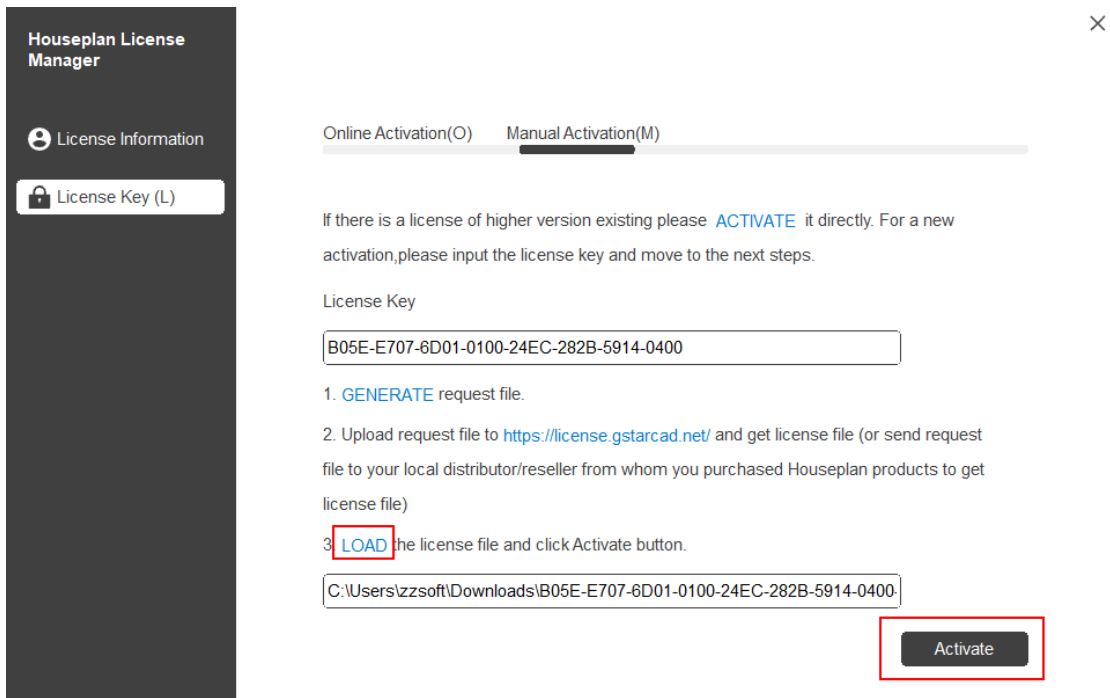 Houseplan License
Manager
License Information
License Key (L)
Online Activation(O) Manual Activation(M)
If there is a license of higher version existing please ACTIVATE it directly. For a new
activation,please input the license key and move to the next steps.
License Key
B05E-E707-6D01-0100-24EC-282B-5914-0400
1. GENERATE request file.
2. Upload request file to https://license.gstarcad.net/ and get license file (or send request
file to your local distributor/reseller from whom you purchased Houseplan products to get
license file)
3 LOAD the license file and click Activate button.
C:\Users\zzsoft\Downloads\B05E-E707-6D01-0100-24EC-282B-5914-0400-
Activate